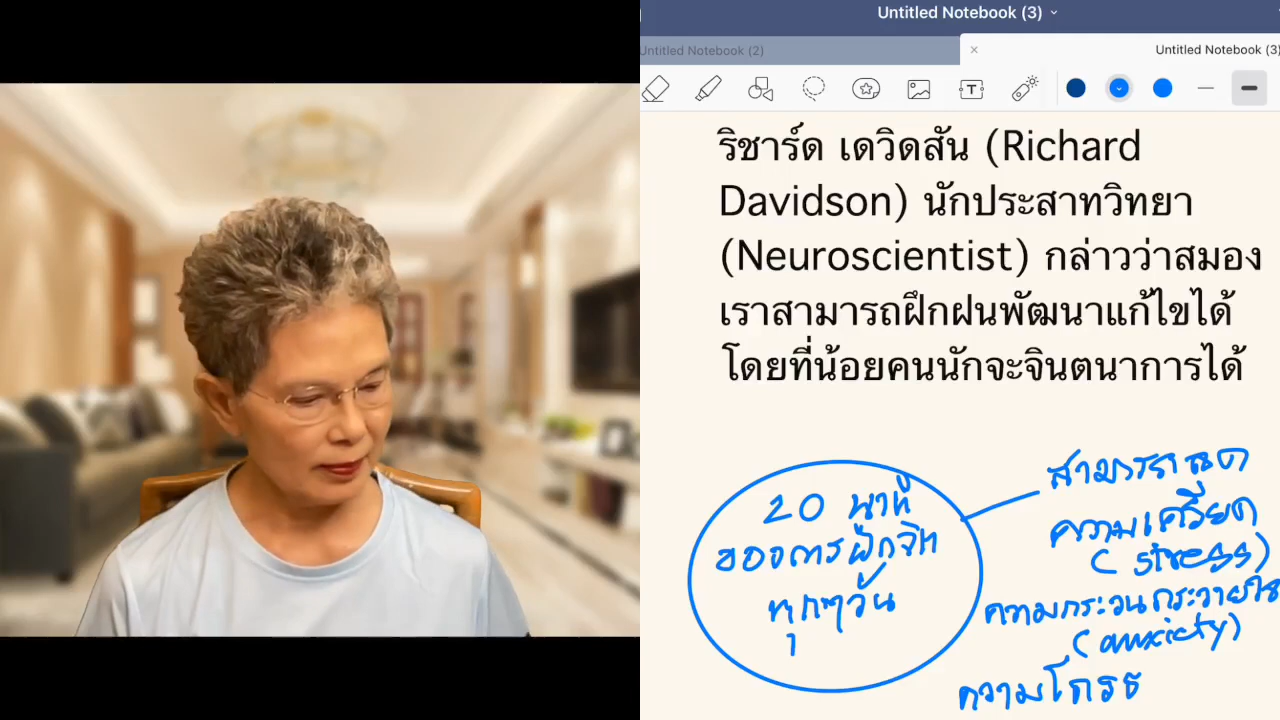 Untitled Notebook (3)
Untitled Notebook (2)
Untitled Notebook (3)
T
ริชาร์ด เดวิดสัน (Richard
Davidson) นักประสาทวิทยา
(Neuroscientist) กล่าวว่าสมอง
เราสามารถฝึกฝนพัฒนาแก้ไขได้
โดยที่น้อยคนนักจะจินตนาการได้
20 นาที
ของการฝึกจิต
ทุกๆวัน
สามารถลด
ความเครียด
(stress)
ความกระวนกระวายใจ
(anxiety)
ความโกรธ